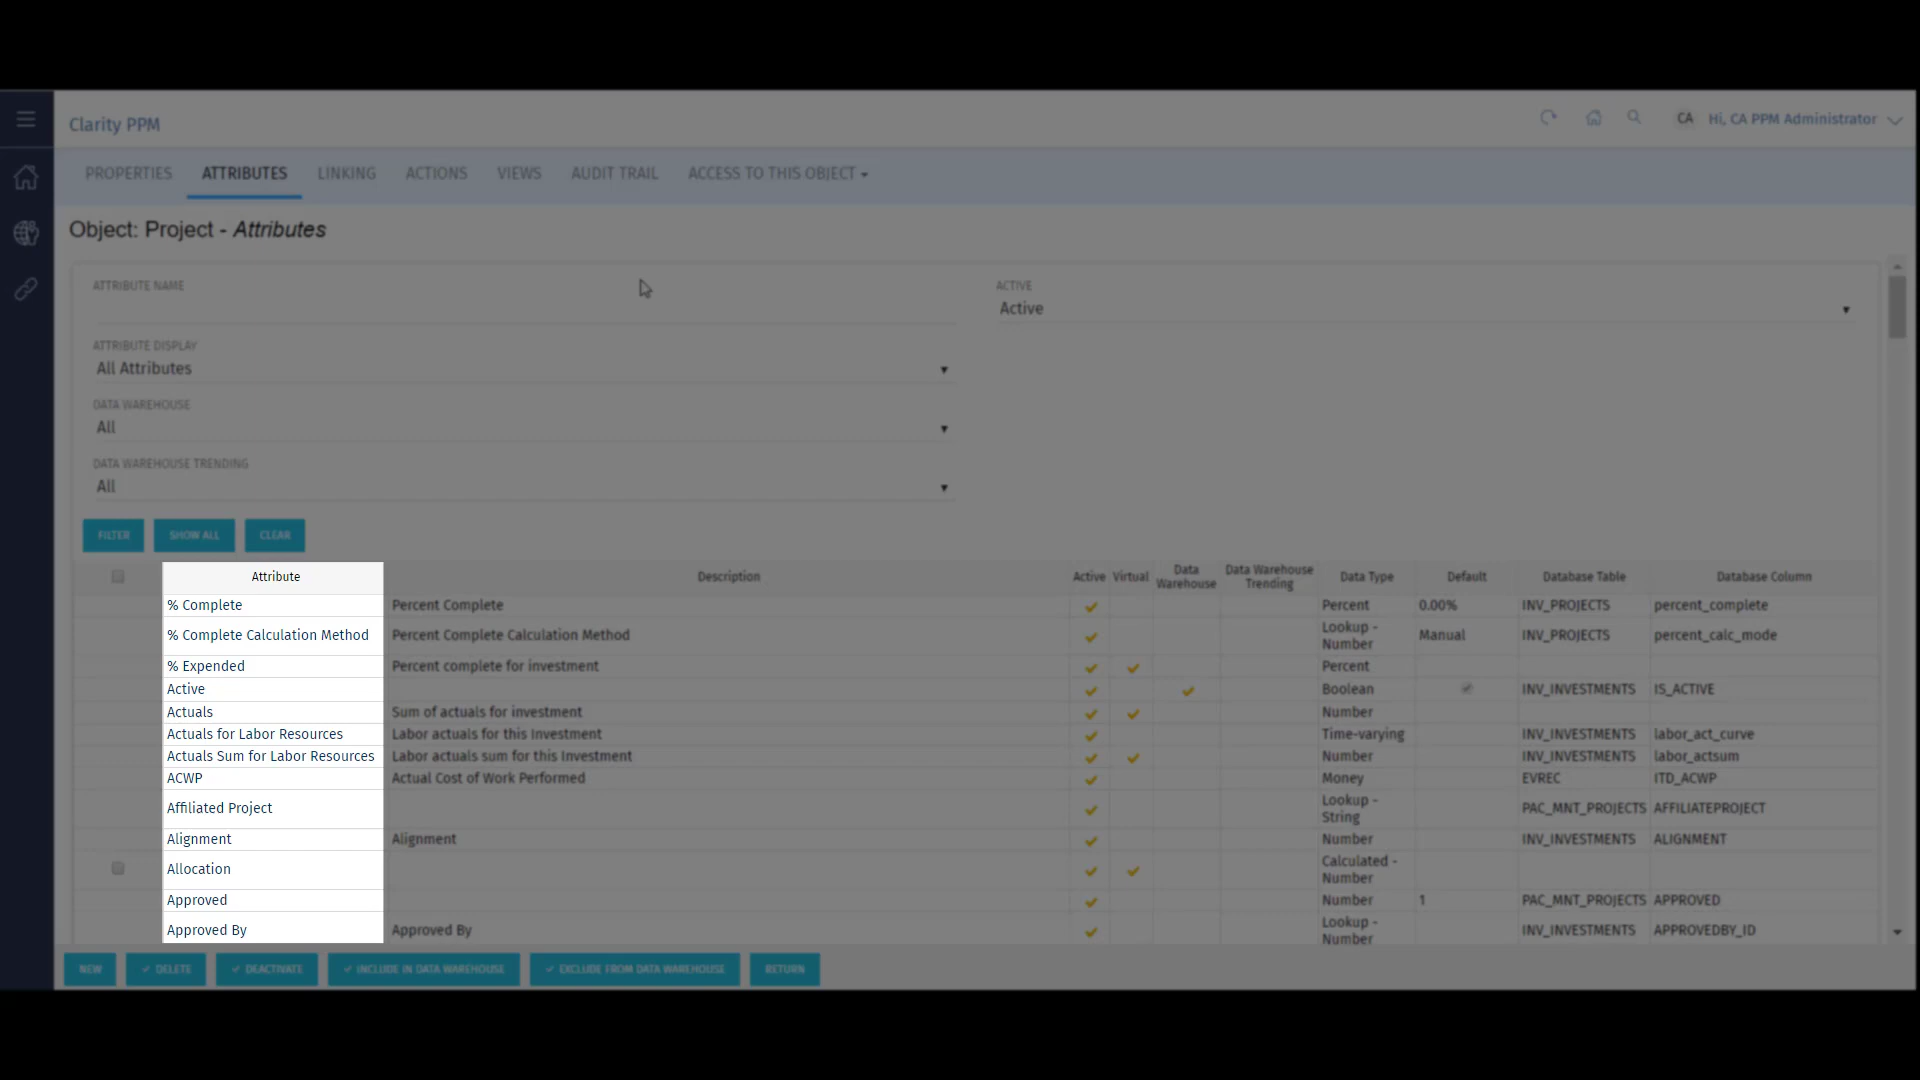 Clarity PPM
CA Hi, CA PPM Administrator
PROPERTIES ATTRIBUTES LINKING ACTIONS VIEWS AUDIT TRAIL ACCESS TO THIS OBJECT
Object: Project - Attributes
ATTRIBUTE NAME ACTIVE
Active
ATTRIBUTE DISPLAY
All Attributes
DATA WAREHOUSE
All
DATA WAREHOUSE TRENDING
All
FILTER SHOW ALL CLEAR
Attribute Description Active Virtual Data Warehouse Data Warehouse Trending Data Type Default Database Table Database Column
% Complete Percent Complete Percent 0.00% INV_PROJECTS percent_complete
% Complete Calculation Method Percent Complete Calculation Method Lookup - Number Manual INV_PROJECTS percent_calc_mode
% Expended Percent complete for investment Percent
Active Boolean INV_INVESTMENTS IS_ACTIVE
Actuals Sum of actuals for investment Number
Actuals for Labor Resources Labor actuals for this Investment Time-varying INV_INVESTMENTS labor_act_curve
Actuals Sum for Labor Resources Labor actuals sum for this Investment Number INV_INVESTMENTS labor_actsum
ACWP Actual Cost of Work Performed Money EVREC ITD_ACWP
Affiliated Project Lookup - String PAC_MNT_PROJECTS AFFILIATEPROJECT
Alignment Alignment Number INV_INVESTMENTS ALIGNMENT
Allocation Calculated - Number
Approved Number 1 PAC_MNT_PROJECTS APPROVED
Approved By Approved By Lookup - Number INV_INVESTMENTS APPROVEDBY_ID
NEW DELETE DEACTIVATE INCLUDE IN DATA WAREHOUSE EXCLUDE FROM DATA WAREHOUSE RETURN